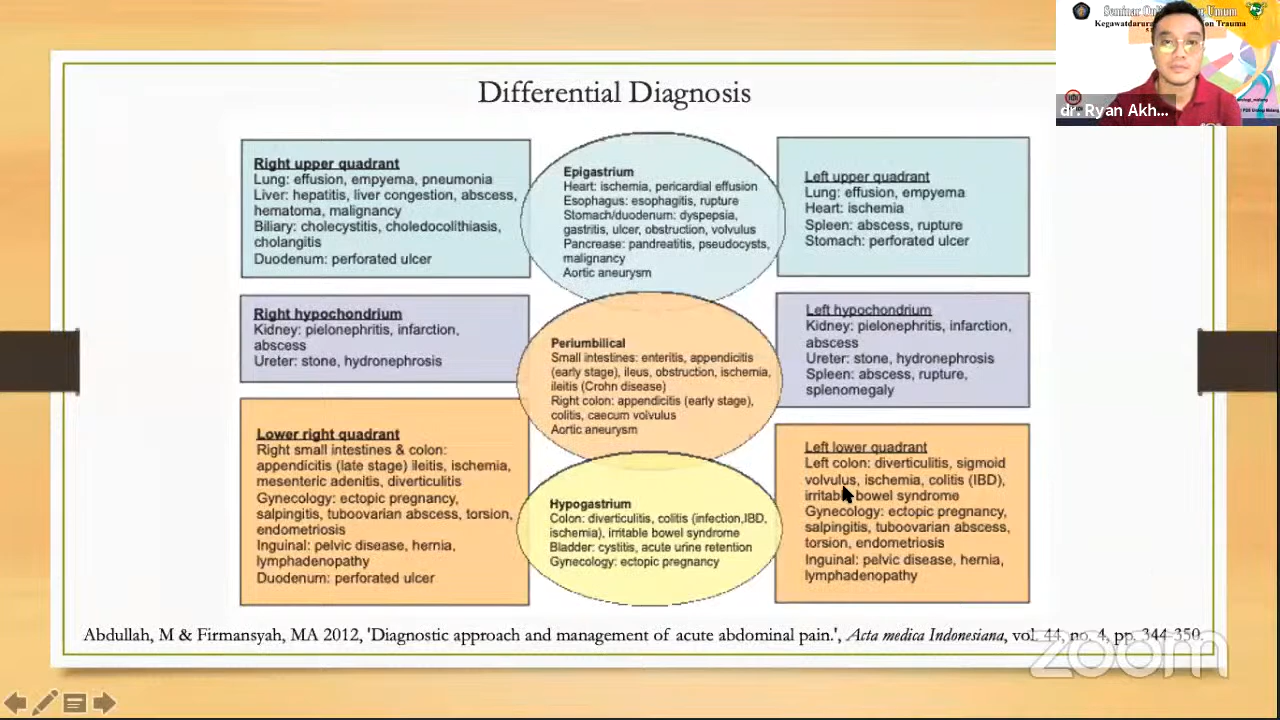 Seminar On
Umum
Kegawatdarura
on Trauma
dr. Ryan Akh...
Differential Diagnosis
Right upper quadrant
Lung: effusion, empyema, pneumonia
Liver: hepatitis, liver congestion, abscess,
hematoma, malignancy
Biliary: cholecystitis, choledocolithiasis,
cholangitis
Duodenum: perforated ulcer
Epigastrium
Heart: ischemia, pericardial effusion
Esophagus: esophagitis, rupture
Stomach/duodenum: dyspepsia,
gastritis, ulcer, obstruction, volvulus
Pancrease: pandreatitis, pseudocysts,
malignancy
Aortic aneurysm
Left upper quadrant
Lung: effusion, empyema
Heart: ischemia
Spleen: abscess, rupture
Stomach: perforated ulcer
Right hypochondrium
Kidney: pielonephritis, infarction,
abscess
Ureter: stone, hydronephrosis
Periumbilical
Small intestines: enteritis, appendicitis
(early stage), ileus, obstruction, ischemia,
ileitis (Crohn disease)
Right colon: appendicitis (early stage),
colitis, caecum volvulus
Aortic aneurysm
Left hypochondrium
Kidney: pielonephritis, infarction,
abscess
Ureter: stone, hydronephrosis
Spleen: abscess, rupture,
splenomegaly
Lower right quadrant
Right small intestines & colon:
appendicitis (late stage) ileitis, ischemia,
mesenteric adenitis, diverticulitis
Gynecology: ectopic pregnancy,
salpingitis, tuboovarian abscess, torsion,
endometriosis
Inguinal: pelvic disease, hernia,
lymphadenopathy
Duodenum: perforated ulcer
Hypogastrium
Colon: diverticulitis, colitis (infection,IBD,
ischemia), irritable bowel syndrome
Bladder: cystitis, acute urine retention
Gynecology: ectopic pregnancy
Left lower quadrant
Left colon: diverticulitis, sigmoid
volvulus, ischemia, colitis (IBD),
irritable bowel syndrome
Gynecology: ectopic pregnancy,
salpingitis, tuboovarian abscess,
torsion, endometriosis
Inguinal: pelvic disease, hernia,
lymphadenopathy
Abdullah, M & Firmansyah, MA 2012, 'Diagnostic approach and management of acute abdominal pain.', Acta medica Indonesiana, vol. 44, no. 4, pp. 344-350.
zoom